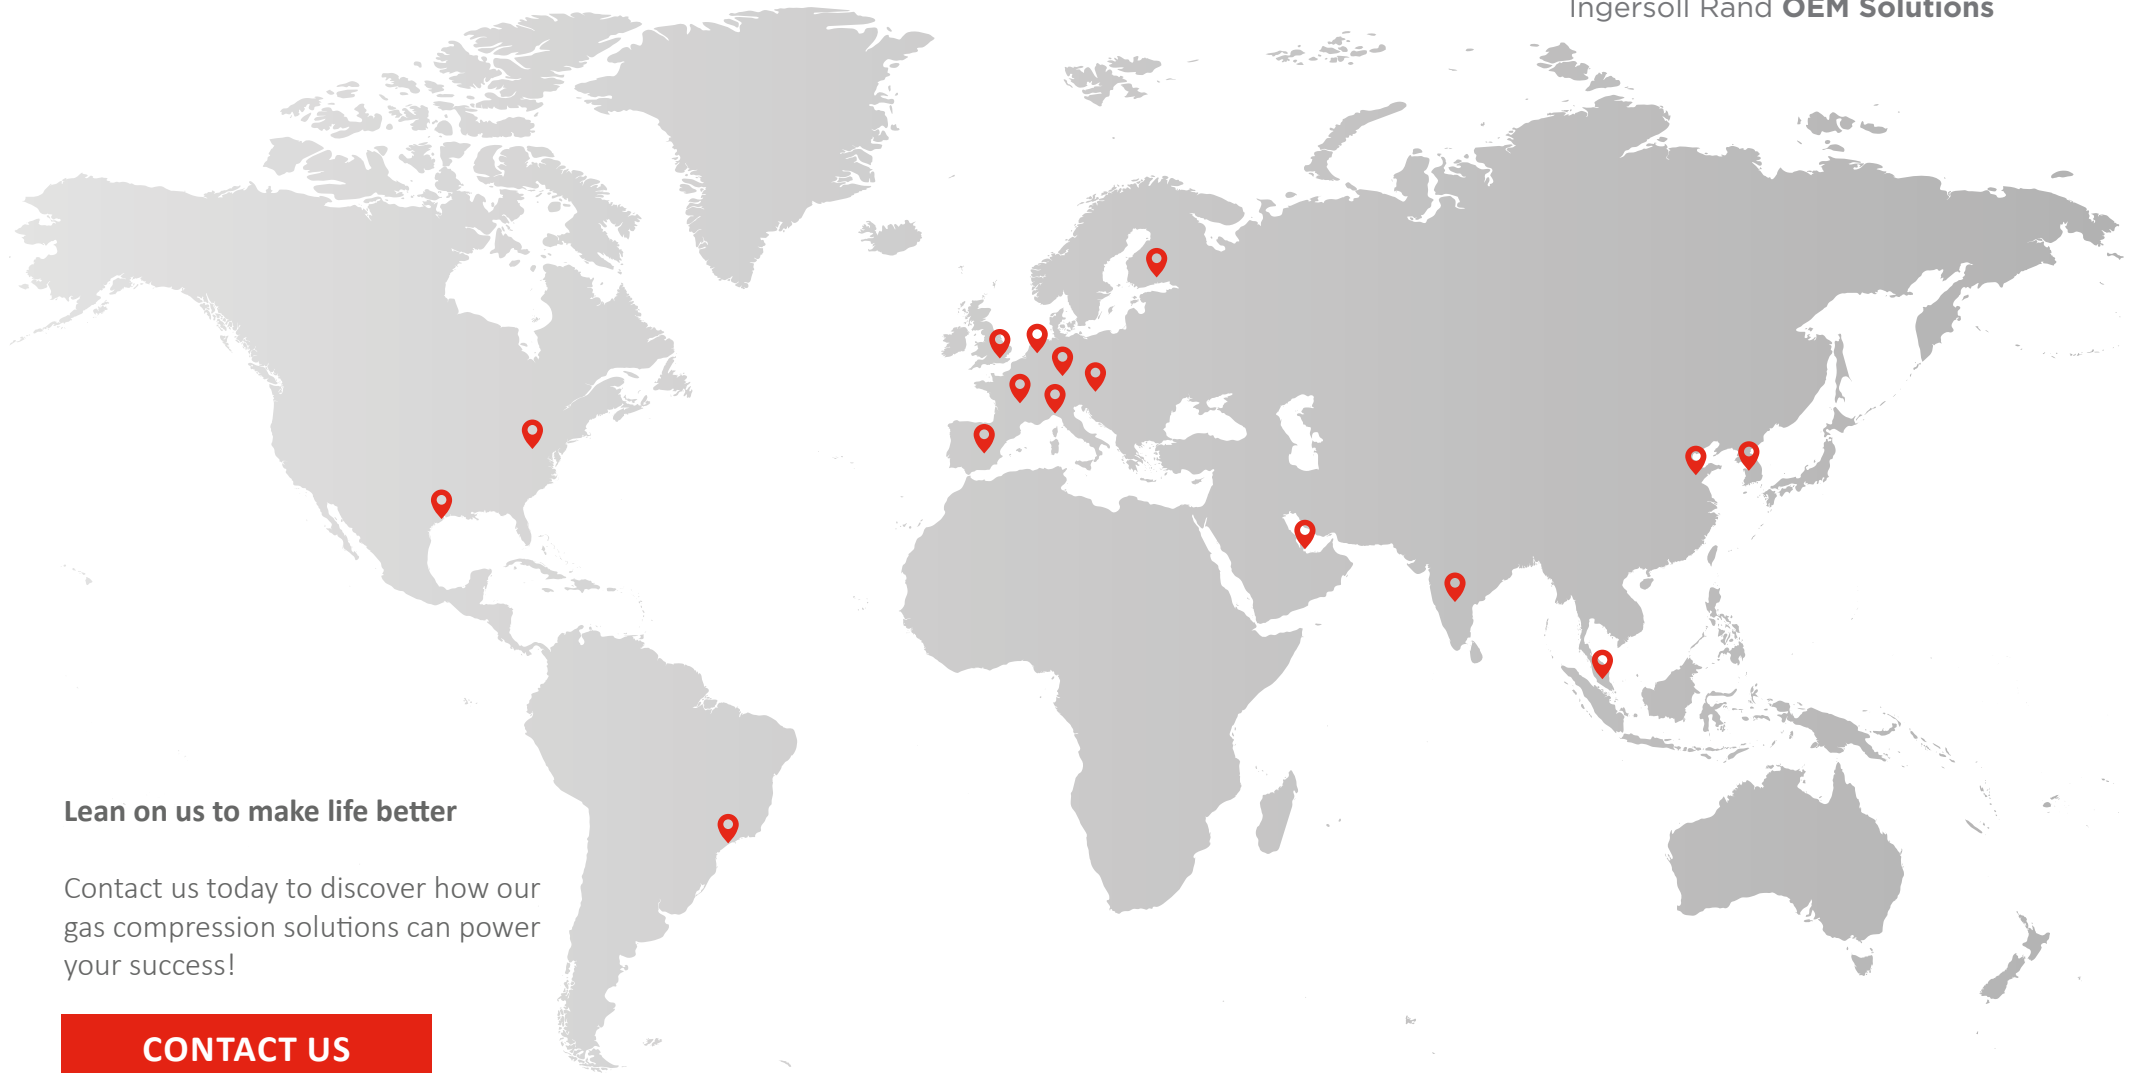 Ingersoll Rand OEM Solutions
Lean on us to make life better
Contact us today to discover how our
gas compression solutions can power
your success!
CONTACT US